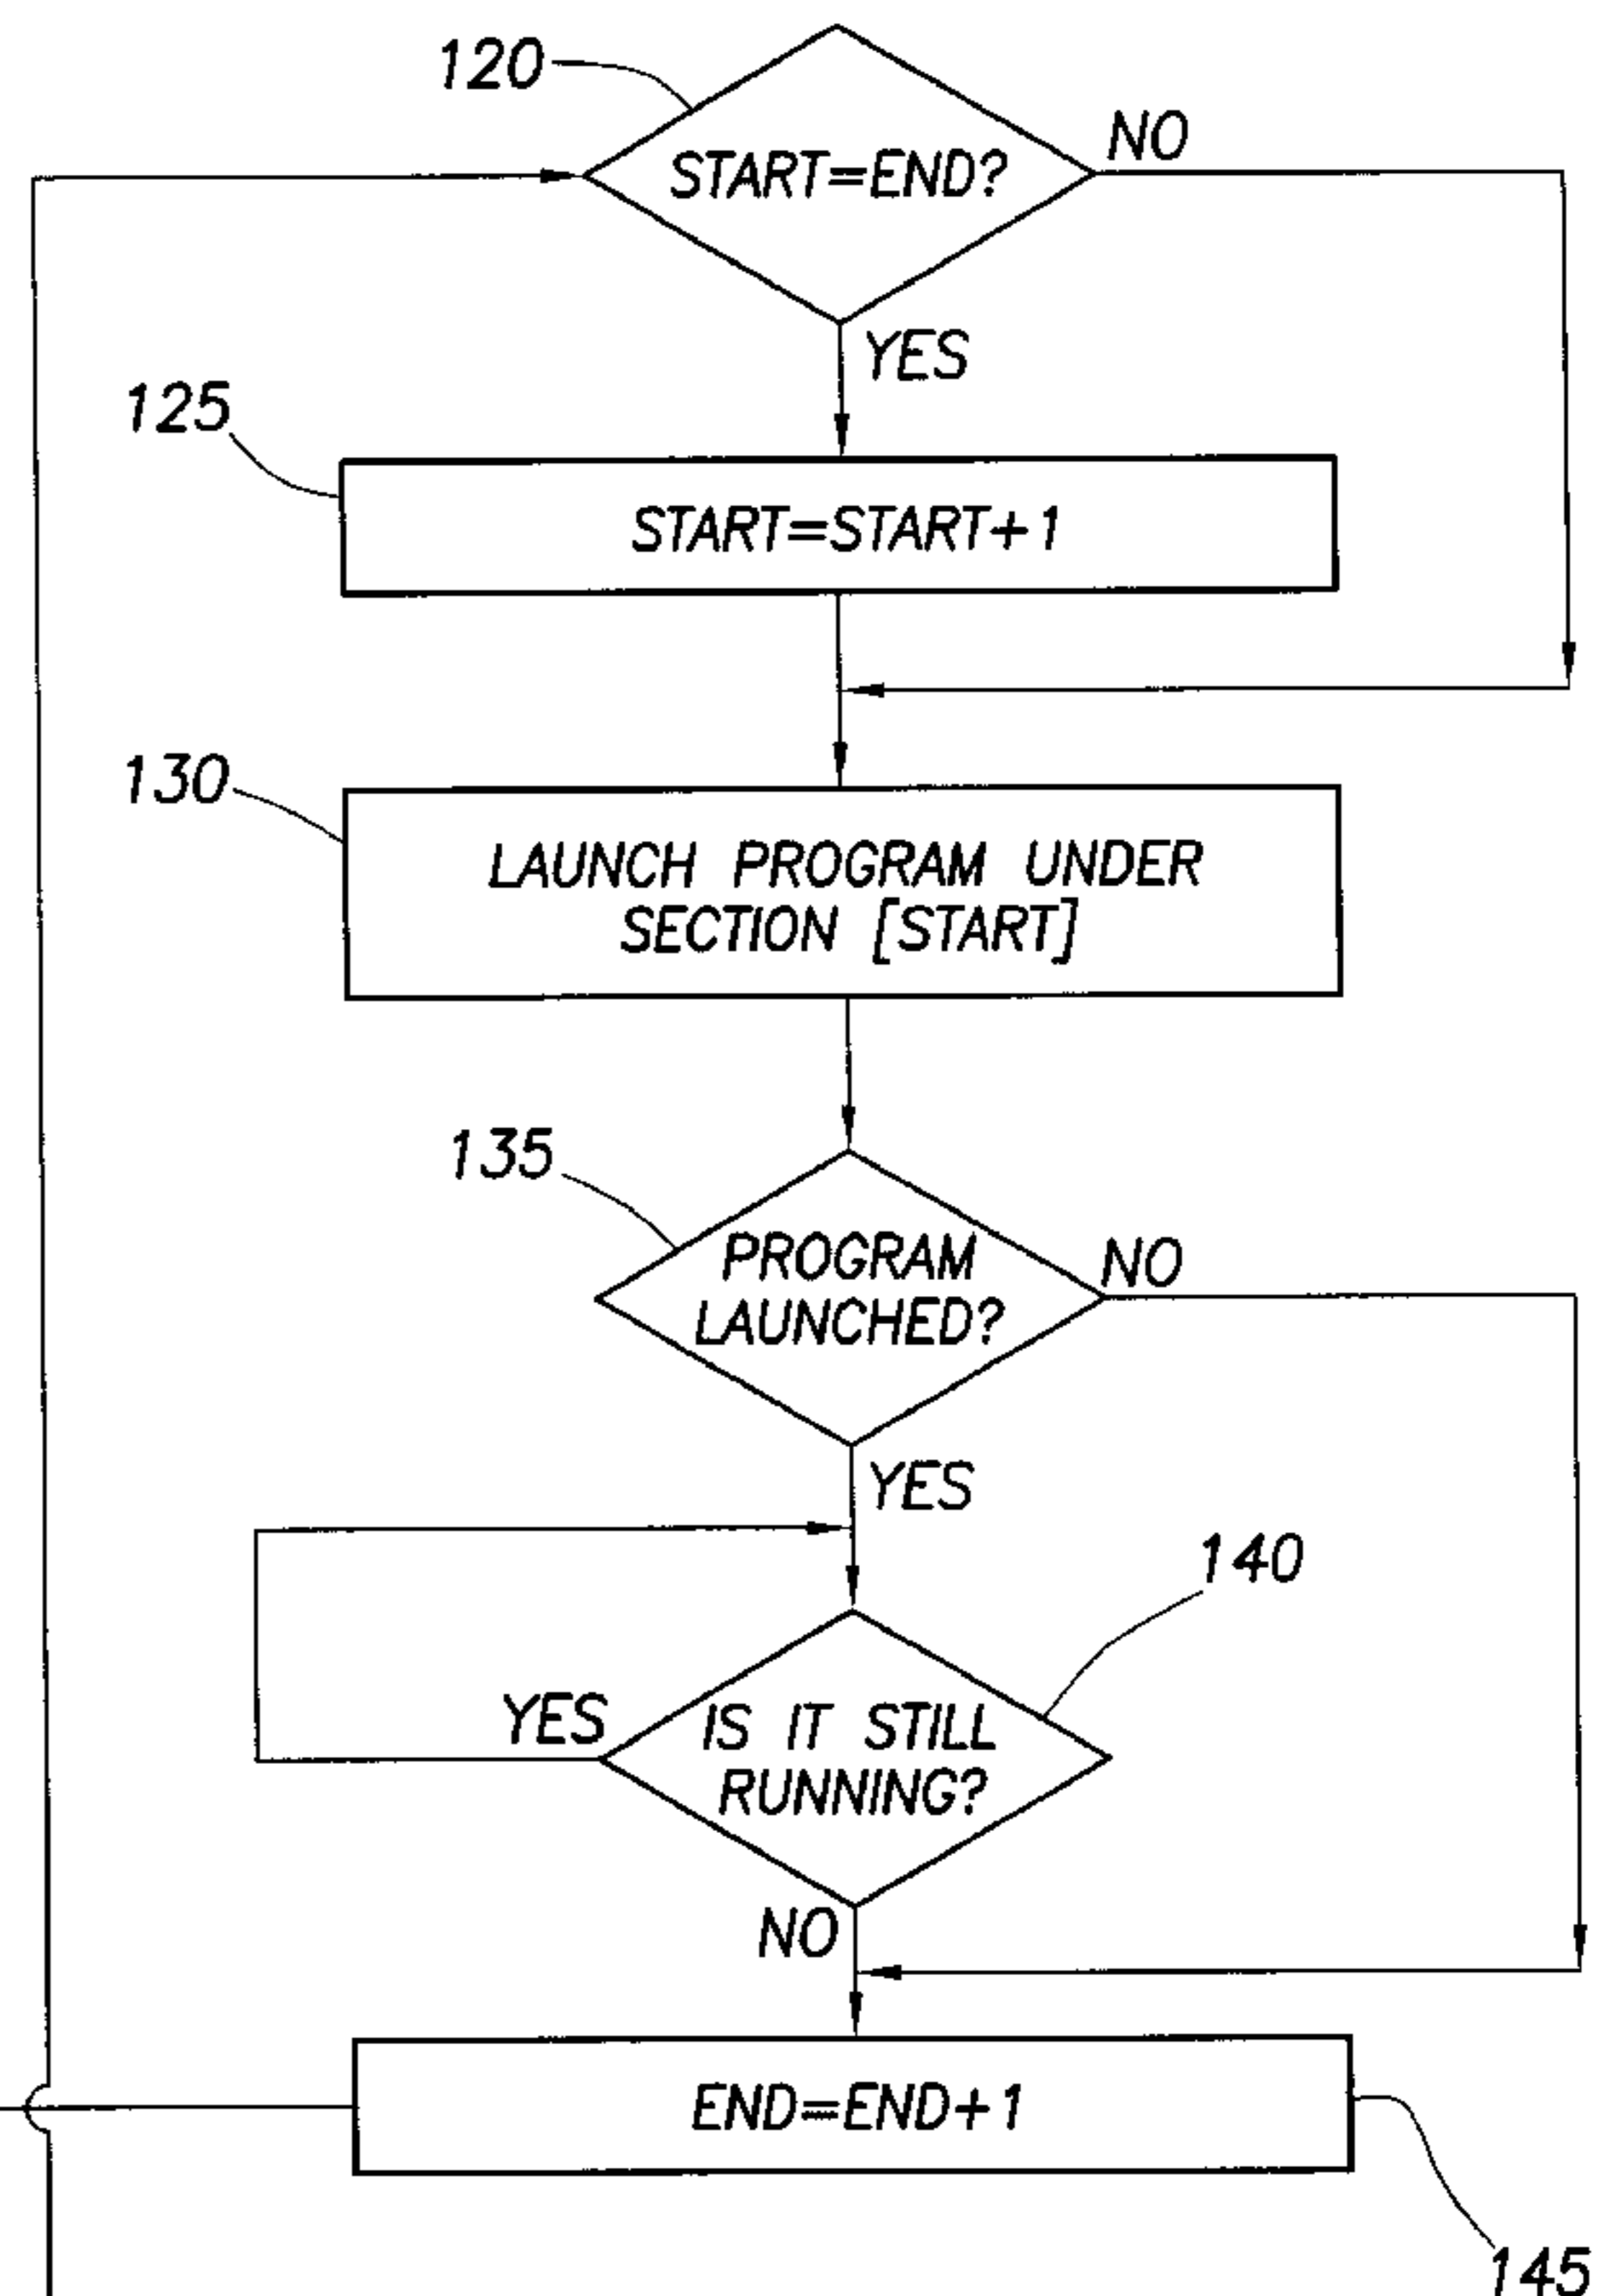 120
START=END?
NO
YES
125
START=START+1
130
LAUNCH PROGRAM UNDER
SECTION [START]
135
PROGRAM
LAUNCHED?
NO
YES
140
YES
IS IT STILL
RUNNING?
NO
END=END+1
145